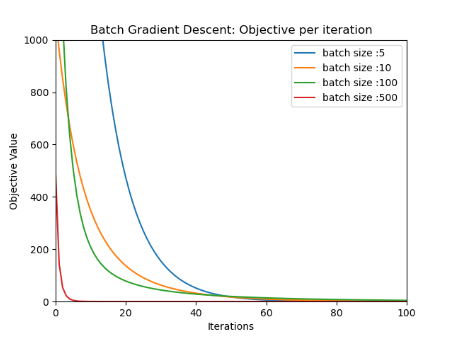 Batch Gradient Descent: Objective per iteration
Objective Value
1000
800
600
400
200
0
batch size :5
batch size :10
batch size :100
batch size :500
0 20 40 60 80 100
Iterations